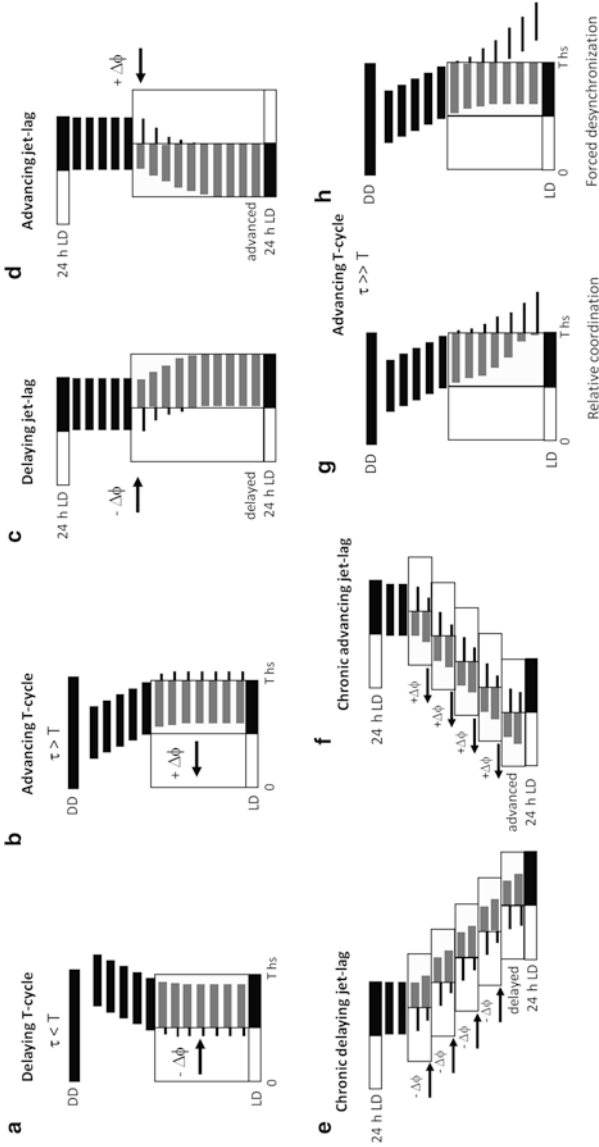 a
Delaying T-cycle
τ < T
DD
- Δϕ
LD
0
T hs
b
Advancing T-cycle
τ > T
DD
+ Δϕ
LD
0
T hs
c
Delaying jet-lag
24 h LD
- Δϕ
delayed
24 h LD
d
Advancing jet-lag
24 h LD
+ Δϕ
advanced
24 h LD
e
Chronic delaying jet-lag
24 h LD
- Δϕ
- Δϕ
- Δϕ
- Δϕ
delayed
24 h LD
f
Chronic advancing jet-lag
24 h LD
+Δϕ
+Δϕ
+Δϕ
+Δϕ
advanced
24 h LD
Advancing T-cycle
τ >> T
g
DD
LD
0
T hs
Relative coordination
h
DD
LD
0
T hs
Forced desynchronization